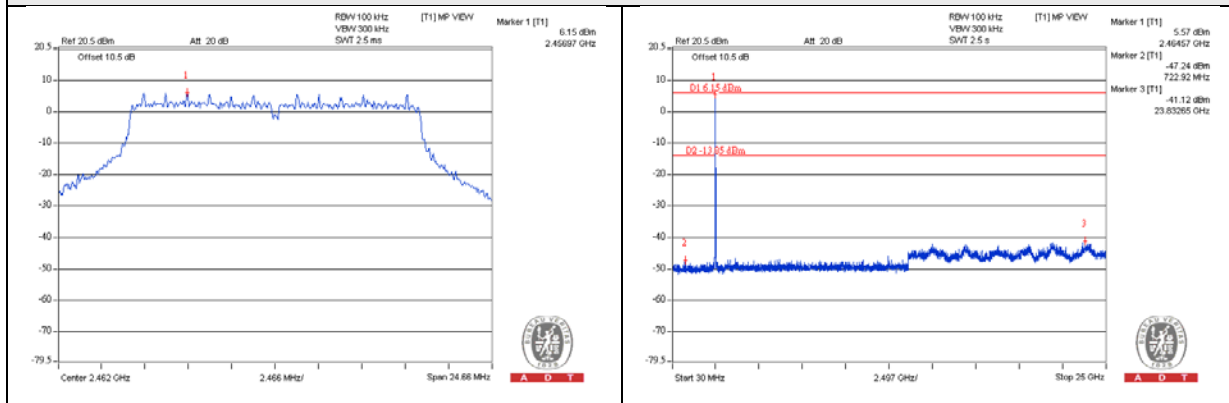 RBW 100 kHz
[T1] MP VIEW
VBW 300 kHz
Ref 20.5 dBm
Att 20 dB
SWT 2.5 ms
Marker 1 [T1]
6.15 dBm
2.45697 GHz
20.5
Offset 10.5 dB
1
10
0
-10
-20
-30
-40
-50
-60
-70
-79.5
Center 2.462 GHz
2.466 MHz/
Span 24.66 MHz
BUREAU VERITAS
1828
A D T
RBW 100 kHz
[T1] MP VIEW
VBW 300 kHz
Ref 20.5 dBm
Att 20 dB
SWT 2.5 s
Marker 1 [T1]
5.57 dBm
2.46457 GHz
Marker 2 [T1]
-47.24 dBm
722.92 MHz
Marker 3 [T1]
-41.12 dBm
23.83265 GHz
20.5
Offset 10.5 dB
1
10
D1 6.15 dBm
0
-10
D2 -13.85 dBm
-20
-30
3
-40
2
-50
-60
-70
-79.5
Start 30 MHz
2.497 GHz/
Stop 25 GHz
BUREAU VERITAS
1828
A D T